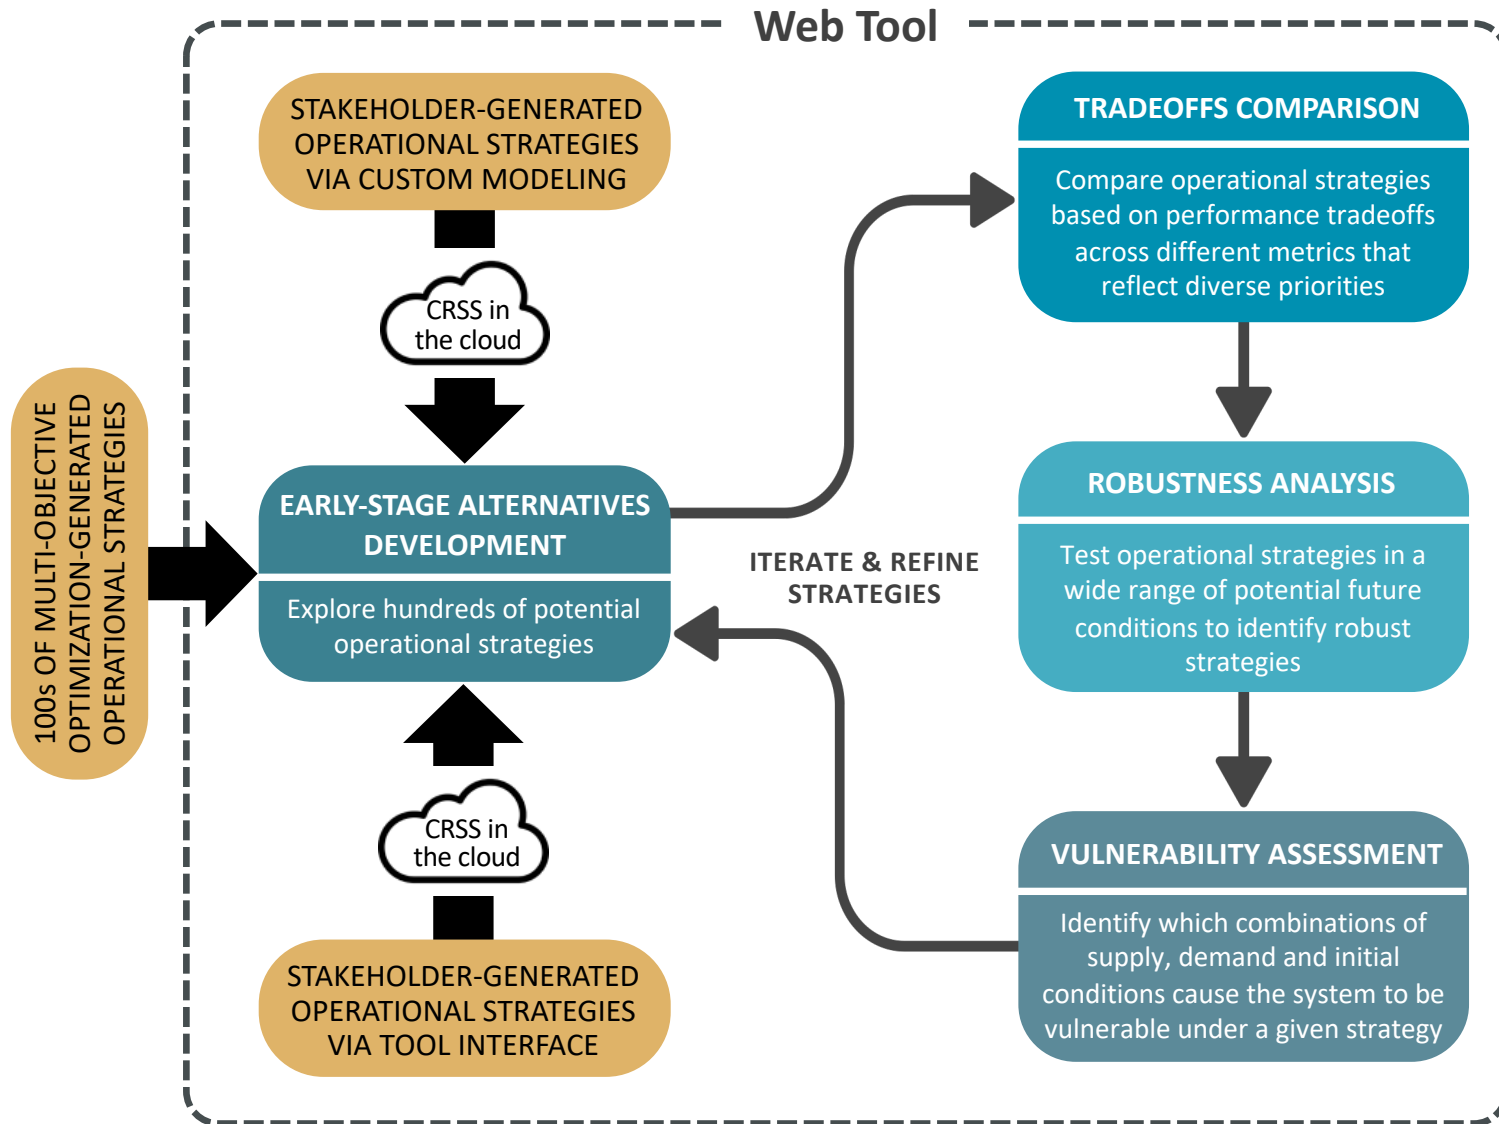 Web Tool
STAKEHOLDER-GENERATED
OPERATIONAL STRATEGIES
VIA CUSTOM MODELING
CRSS in
the cloud
100s OF MULTI-OBJECTIVE
OPTIMIZATION-GENERATED
OPERATIONAL STRATEGIES
EARLY-STAGE ALTERNATIVES
DEVELOPMENT
Explore hundreds of potential
operational strategies
CRSS in
the cloud
STAKEHOLDER-GENERATED
OPERATIONAL STRATEGIES
VIA TOOL INTERFACE
ITERATE & REFINE
STRATEGIES
TRADEOFFS COMPARISON
Compare operational strategies
based on performance tradeoffs
across different metrics that
reflect diverse priorities
ROBUSTNESS ANALYSIS
Test operational strategies in a
wide range of potential future
conditions to identify robust
strategies
VULNERABILITY ASSESSMENT
Identify which combinations of
supply, demand and initial
conditions cause the system to be
vulnerable under a given strategy